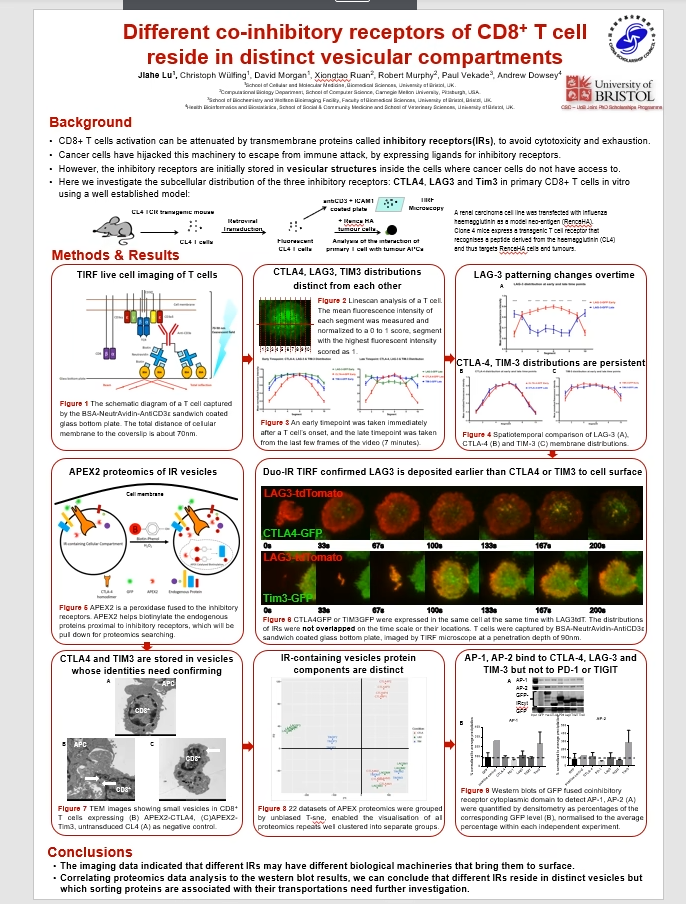 Different co-inhibitory receptors of CD8+ T cell
reside in distinct vesicular compartments
Jiahe Lu1, Christoph Wülfing1, David Morgan1, Xiongtao Ruan2, Robert Murphy2, Paul Vekade3, Andrew Dowsey4
1School of Cellular and Molecular Medicine, Biomedical Sciences, University of Bristol, UK.
2Computational Biology Department, School of Computer Science, Carnegie Mellon University, Pittsburgh, USA.
3School of Biochemistry and Wolfson Bioimaging Facility, Faculty of Biomedical Sciences, University of Bristol, Bristol, UK.
4Health Bioinformatics and Biostatistics, School of Social & Community Medicine and School of Veterinary Sciences, University of Bristol, UK.
University of
BRISTOL
CSC – UoB Joint PhD Scholarships Programme
Background
• CD8+ T cells activation can be attenuated by transmembrane proteins called inhibitory receptors(IRs), to avoid cytotoxicity and exhaustion.
• Cancer cells have hijacked this machinery to escape from immune attack, by expressing ligands for inhibitory receptors.
• However, the inhibitory receptors are initially stored in vesicular structures inside the cells where cancer cells do not have access to.
• Here we investigate the subcellular distribution of the three inhibitory receptors: CTLA4, LAG3 and Tim3 in primary CD8+ T cells in vitro
using a well established model:
CL4 TCR transgenic mouse
CL4 T cells
Retroviral
Transduction
Fluorescent
CL4 T cells
antiCD3 + ICAM1
coated plate
TIRF
Microscopy
+ Renca HA
tumour cells
Analysis of the interaction of
primary T cell with tumour APCs
A renal carcinoma cell line was transfected with influenza
haemagglutinin as a model neo-antigen (RencaHA).
Clone 4 mice express a transgenic T cell receptor that
recognises a peptide derived from the haemagglutinin (CL4)
and thus targets RencaHA cells and tumours.
Methods & Results
TIRF live cell imaging of T cells
Figure 1 The schematic diagram of a T cell captured
by the BSA-NeutrAvidin-AntiCD3ε sandwich coated
glass bottom plate. The total distance of cellular
membrane to the coverslip is about 70nm.
CTLA4, LAG3, TIM3 distributions
distinct from each other
Figure 2 Linescan analysis of a T cell.
The mean fluorescence intensity of
each segment was measured and
normalized to a 0 to 1 score, segment
with the highest fluorescent intensity
scored as 1.
Figure 3 An early timepoint was taken immediately
after a T cell's onset, and the late timepoint was taken
from the last few frames of the video (7 minutes).
LAG-3 patterning changes overtime
A
CTLA-4, TIM-3 distributions are persistent
B
C
Figure 4 Spatiotemporal comparison of LAG-3 (A),
CTLA-4 (B) and TIM-3 (C) membrane distributions.
APEX2 proteomics of IR vesicles
Cell membrane
IR containing Cellular Compartment
Biotin-Phenol
H2O2
CTLA-4
homodimer
GFP
APEX2
Endogenous Protein
Figure 5 APEX2 is a peroxidase fused to the inhibitory
receptors. APEX2 helps biotinylate the endogenous
proteins proximal to inhibitory receptors, which will be
pull down for proteomics searching.
Duo-IR TIRF confirmed LAG3 is deposited earlier than CTLA4 or TIM3 to cell surface
LAG3-tdTomato
CTLA4-GFP
0s 33s 67s 100s 133s 167s 200s
LAG3-tdTomato
Tim3-GFP
0s 33s 67s 100s 133s 167s 200s
Figure 6 CTLA4GFP or TIM3GFP were expressed in the same cell at the same time with LAG3tdT. The distributions
of IRs were not overlapped on the time scale or their locations. T cells were captured by BSA-NeutrAvidin-AntiCD3ε
sandwich coated glass bottom plate, imaged by TIRF microscope at a penetration depth of 90nm.
CTLA4 and TIM3 are stored in vesicles
whose identities need confirming
A
APC
CD8+
B
APC
CD8+
C
CD8+
Figure 7 TEM images showing small vesicles in CD8+
T cells expressing (B) APEX2-CTLA4, (C)APEX2-
Tim3, untransduced CL4 (A) as negative control.
IR-containing vesicles protein
components are distinct
Figure 8 22 datasets of APEX proteomics were grouped
by unbiased T-sne, enabled the visualisation of all
proteomics repeats well clustered into separate groups.
AP-1, AP-2 bind to CTLA-4, LAG-3 and
TIM-3 but not to PD-1 or TIGIT
A
AP-1
AP-2
GFP-
IRcyt
GFP
B
AP-1
AP-2
Figure 9 Western blots of GFP fused coinhibitory
receptor cytoplasmic domain to detect AP-1, AP-2 (A)
were quantified by densitometry as percentages of the
corresponding GFP level (B), normalised to the average
percentage within each independent experiment.
Conclusions
• The imaging data indicated that different IRs may have different biological machineries that bring them to surface.
• Correlating proteomics data analysis to the western blot results, we can conclude that different IRs reside in distinct vesicles but
which sorting proteins are associated with their transportations need further investigation.